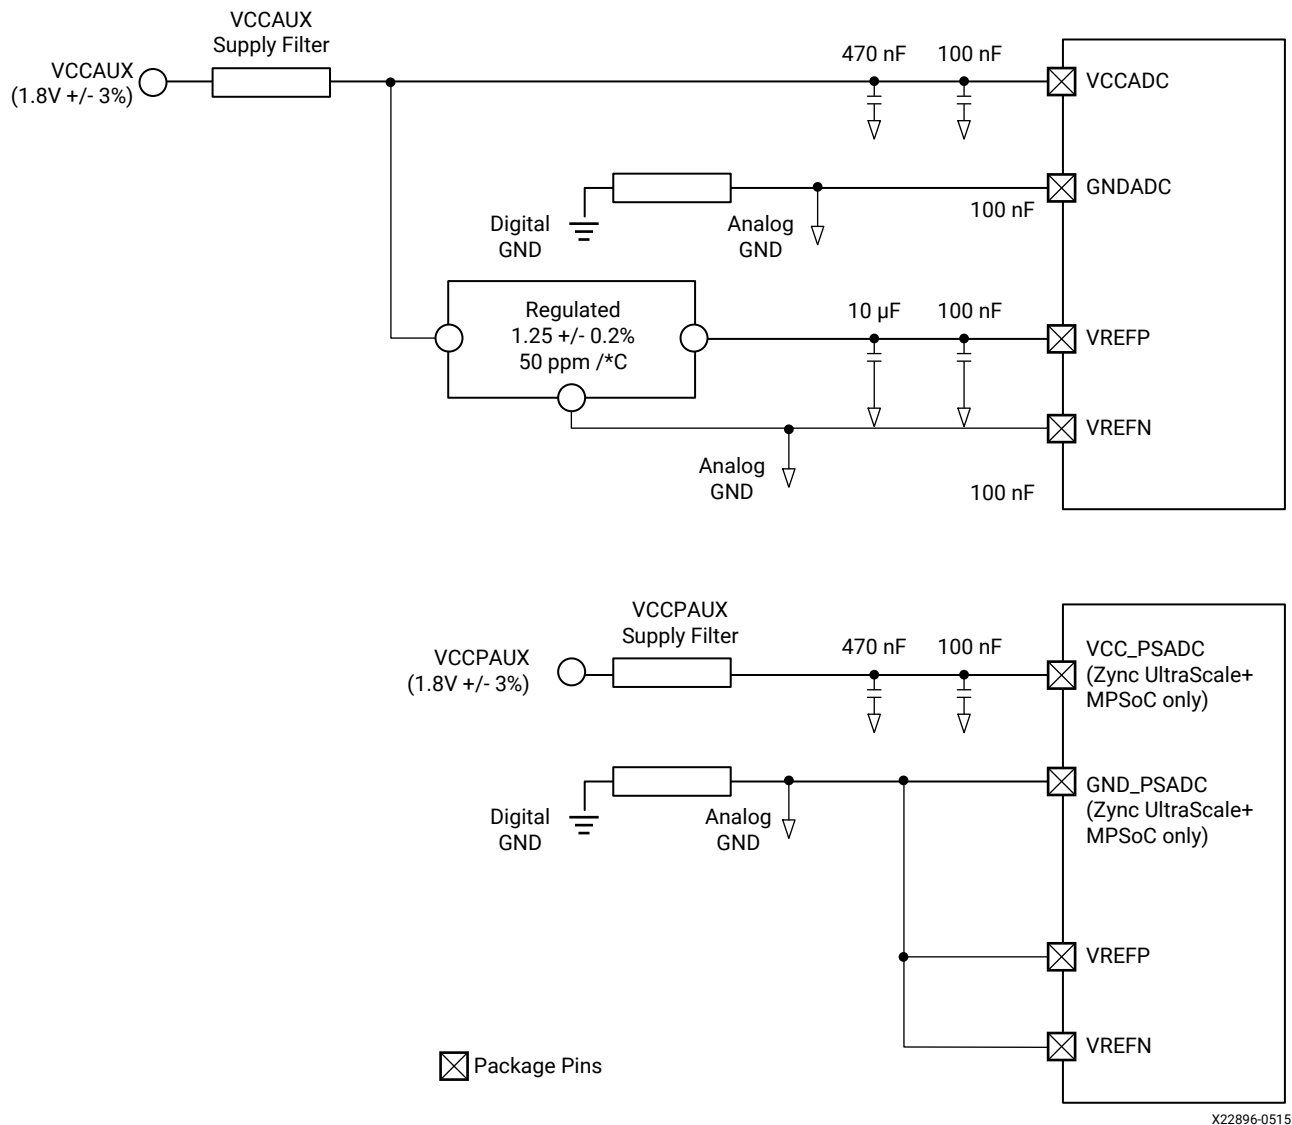 VCCAUX
Supply Filter
VCCAUX
(1.8V +/- 3%)
470 nF
100 nF
VCCADC
GNDADC
100 nF
Digital
GND
Analog
GND
Regulated
1.25 +/- 0.2%
50 ppm /*C
10 µF
100 nF
VREFP
VREFN
Analog
GND
100 nF
VCCPAUX
Supply Filter
VCCPAUX
(1.8V +/- 3%)
470 nF
100 nF
VCC_PSADC
(Zync UltraScale+
MPSoC only)
Digital
GND
Analog
GND
GND_PSADC
(Zync UltraScale+
MPSoC only)
VREFP
VREFN
Package Pins
X22896-0515